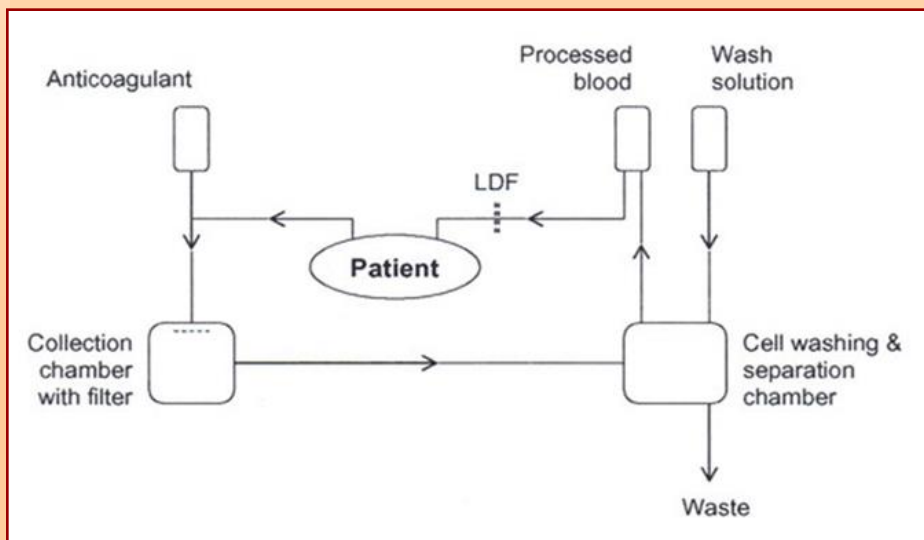 Anticoagulant
Processed
blood
Wash
solution
LDF
Patient
Collection
chamber
with filter
Cell washing &
separation
chamber
Waste